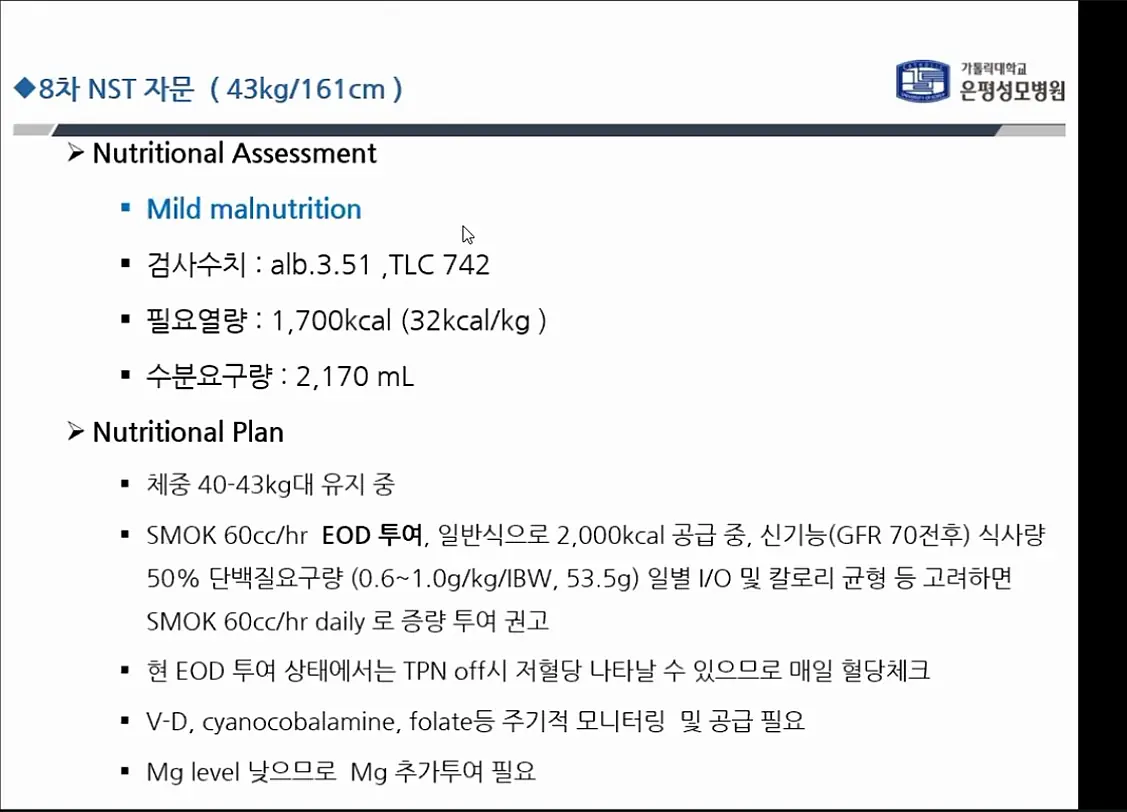 ◆8차 NST 자문 ( 43kg/161cm )
가톨릭대학교
은평성모병원
➢ Nutritional Assessment
▪ Mild malnutrition
▪ 검사수치 : alb.3.51 ,TLC 742
▪ 필요열량 : 1,700kcal (32kcal/kg )
▪ 수분요구량 : 2,170 mL
➢ Nutritional Plan
▪ 체중 40-43kg대 유지 중
▪ SMOK 60cc/hr EOD 투여, 일반식으로 2,000kcal 공급 중, 신기능(GFR 70전후) 식사량
50% 단백질요구량 (0.6~1.0g/kg/IBW, 53.5g) 일별 I/O 및 칼로리 균형 등 고려하면
SMOK 60cc/hr daily 로 증량 투여 권고
▪ 현 EOD 투여 상태에서는 TPN off시 저혈당 나타날 수 있으므로 매일 혈당체크
▪ V-D, cyanocobalamine, folate등 주기적 모니터링 및 공급 필요
▪ Mg level 낮으므로 Mg 추가투여 필요